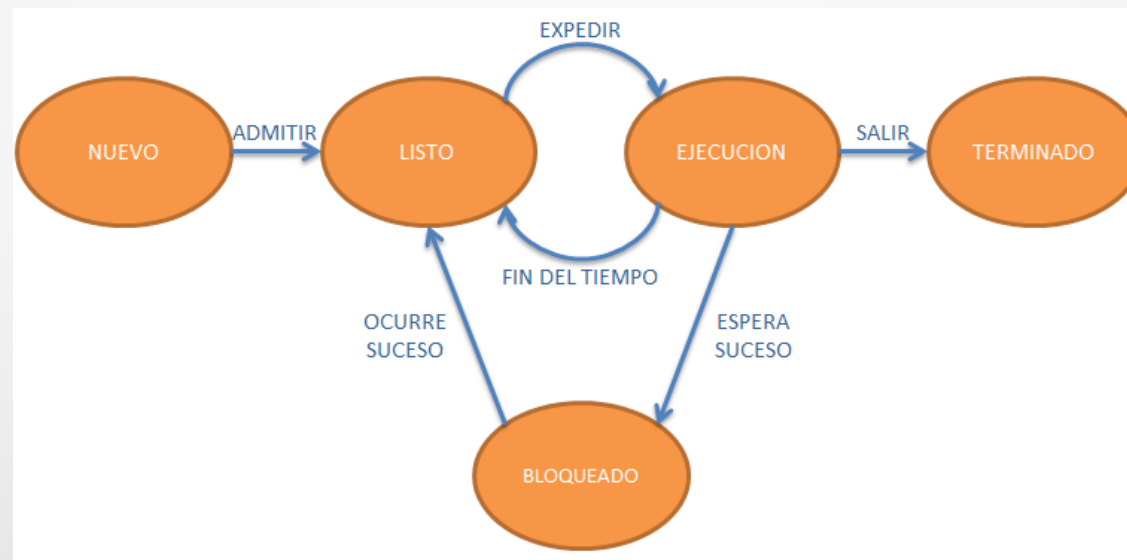 EXPEDIR
NUEVO
ADMITIR
LISTO
EJECUCION
SALIR
TERMINADO
FIN DEL TIEMPO
OCURRE
SUCESO
ESPERA
SUCESO
BLOQUEADO